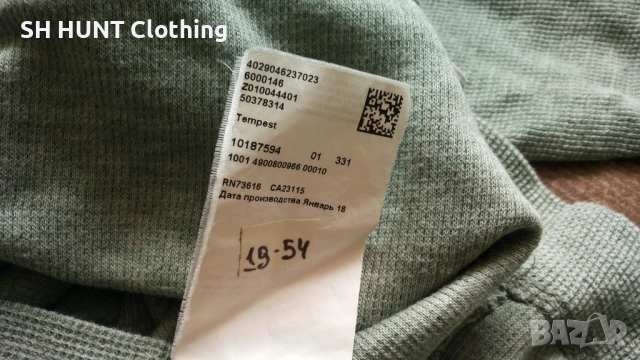 SH HUNT Clothing
4029046237023
6000146
Z010044401
50378314
Tempest
10187594 01 331
1001 4900800966 00010
RN73616 CA23115
Дата производства Январь 18
19-54
BAZAR